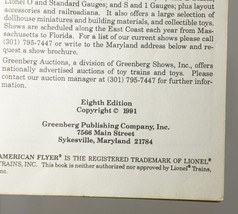 Lionel O and Standard Gauges; and S and 1 Gauges; plus layout
accessories and railroadiana. It also offers a large selection of
dollhouse miniatures and building materials, and collectible toys.
Shows are scheduled along the East Coast each year from Mas-
sachusetts to Florida. For a list of our current shows please call
(301) 795-7447 or write to the Maryland address below and re-
quest a show brochure.
Greenberg Auctions, a division of Greenberg Shows, Inc., offers
nationally advertised auctions of toy trains and toys. Please
contact our auction manager at (301) 795-7447 for further infor-
mation.
Eighth Edition
Copyright © 1991
Greenberg Publishing Company, Inc.
7566 Main Street
Sykesville, Maryland 21784
AMERICAN FLYER® IS THE REGISTERED TRADEMARK OF LIONEL®
TRAINS, INC. This book is neither authorized nor approved by Lionel® Trains,